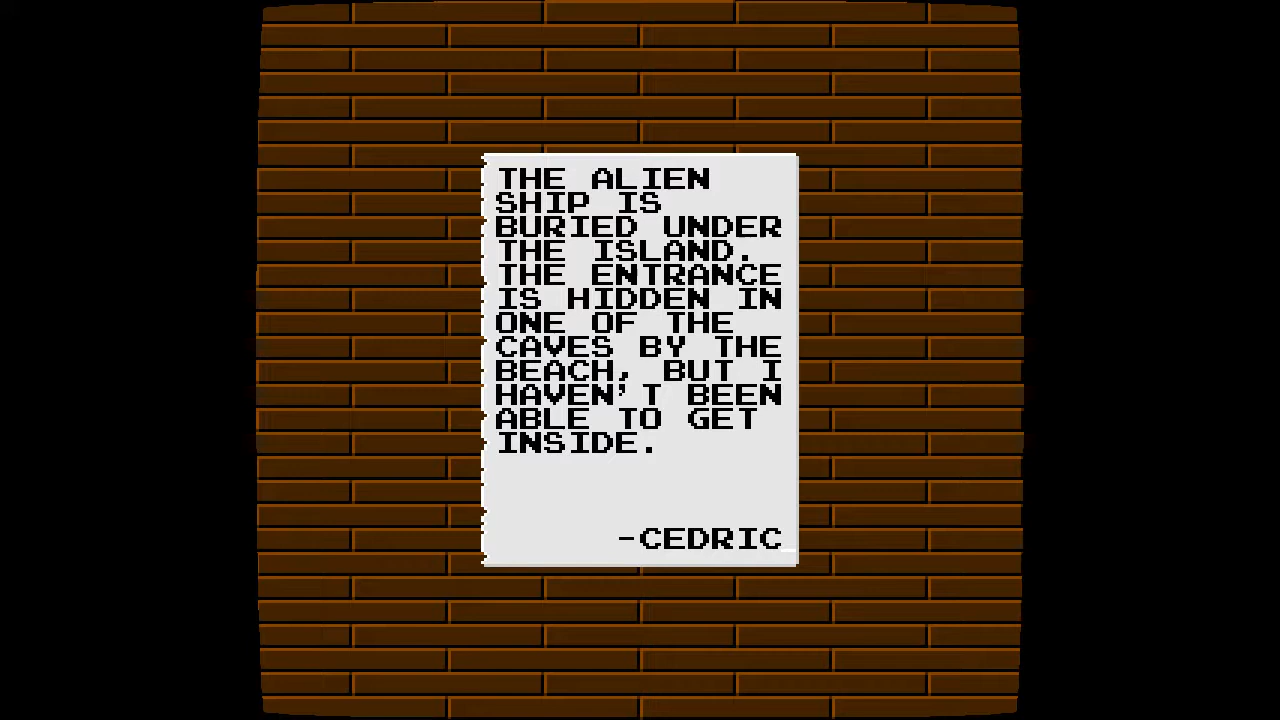 THE ALIEN
SHIP IS
BURIED UNDER
THE ISLAND.
THE ENTRANCE
IS HIDDEN IN
ONE OF THE
CAVES BY THE
BEACH, BUT I
HAVEN'T BEEN
ABLE TO GET
INSIDE.
-CEDRIC